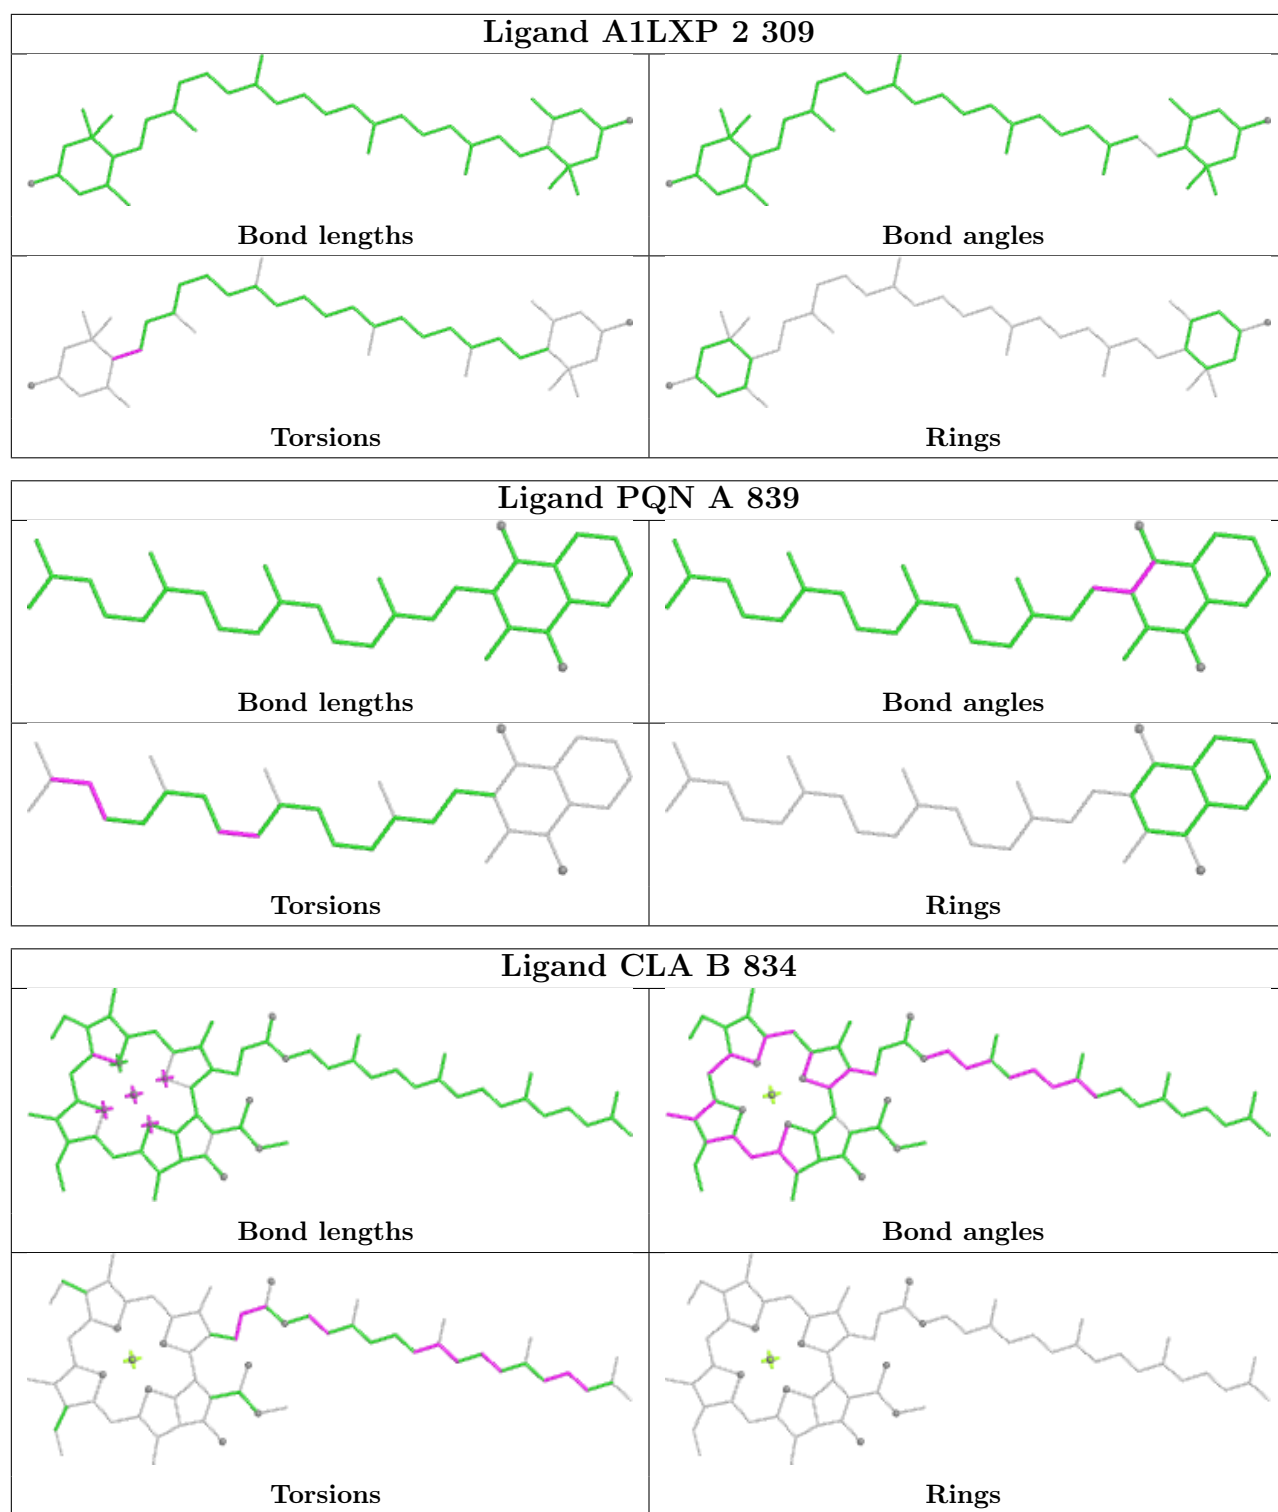 Ligand A1LXP 2 309
Bond lengths
Bond angles
Torsions
Rings
Ligand PQN A 839
Bond lengths
Bond angles
Torsions
Rings
Ligand CLA B 834
Bond lengths
Bond angles
Torsions
Rings